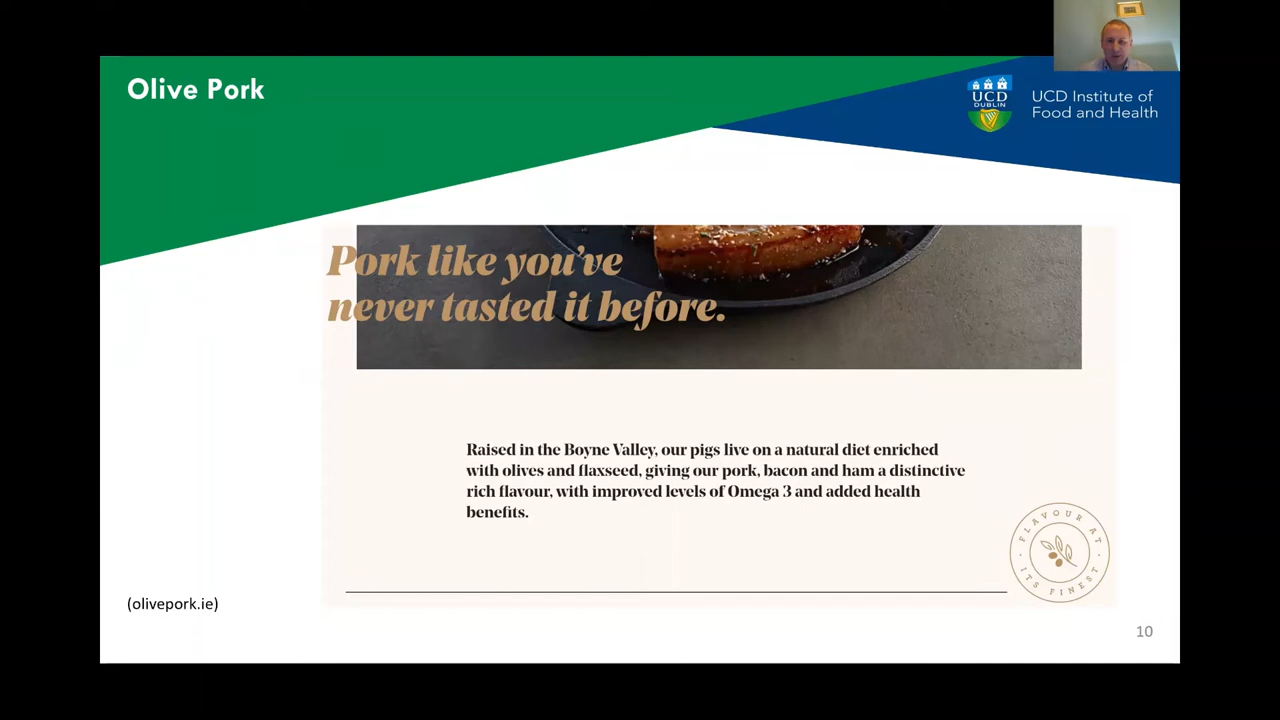 Olive Pork
UCD
DUBLIN
UCD Institute of
Food and Health
Pork like you've
never tasted it before.
Raised in the Boyne Valley, our pigs live on a natural diet enriched
with olives and flaxseed, giving our pork, bacon and ham a distinctive
rich flavour, with improved levels of Omega 3 and added health
benefits.
FLAVOUR AT
ITS FINEST
(olivepork.ie)
10